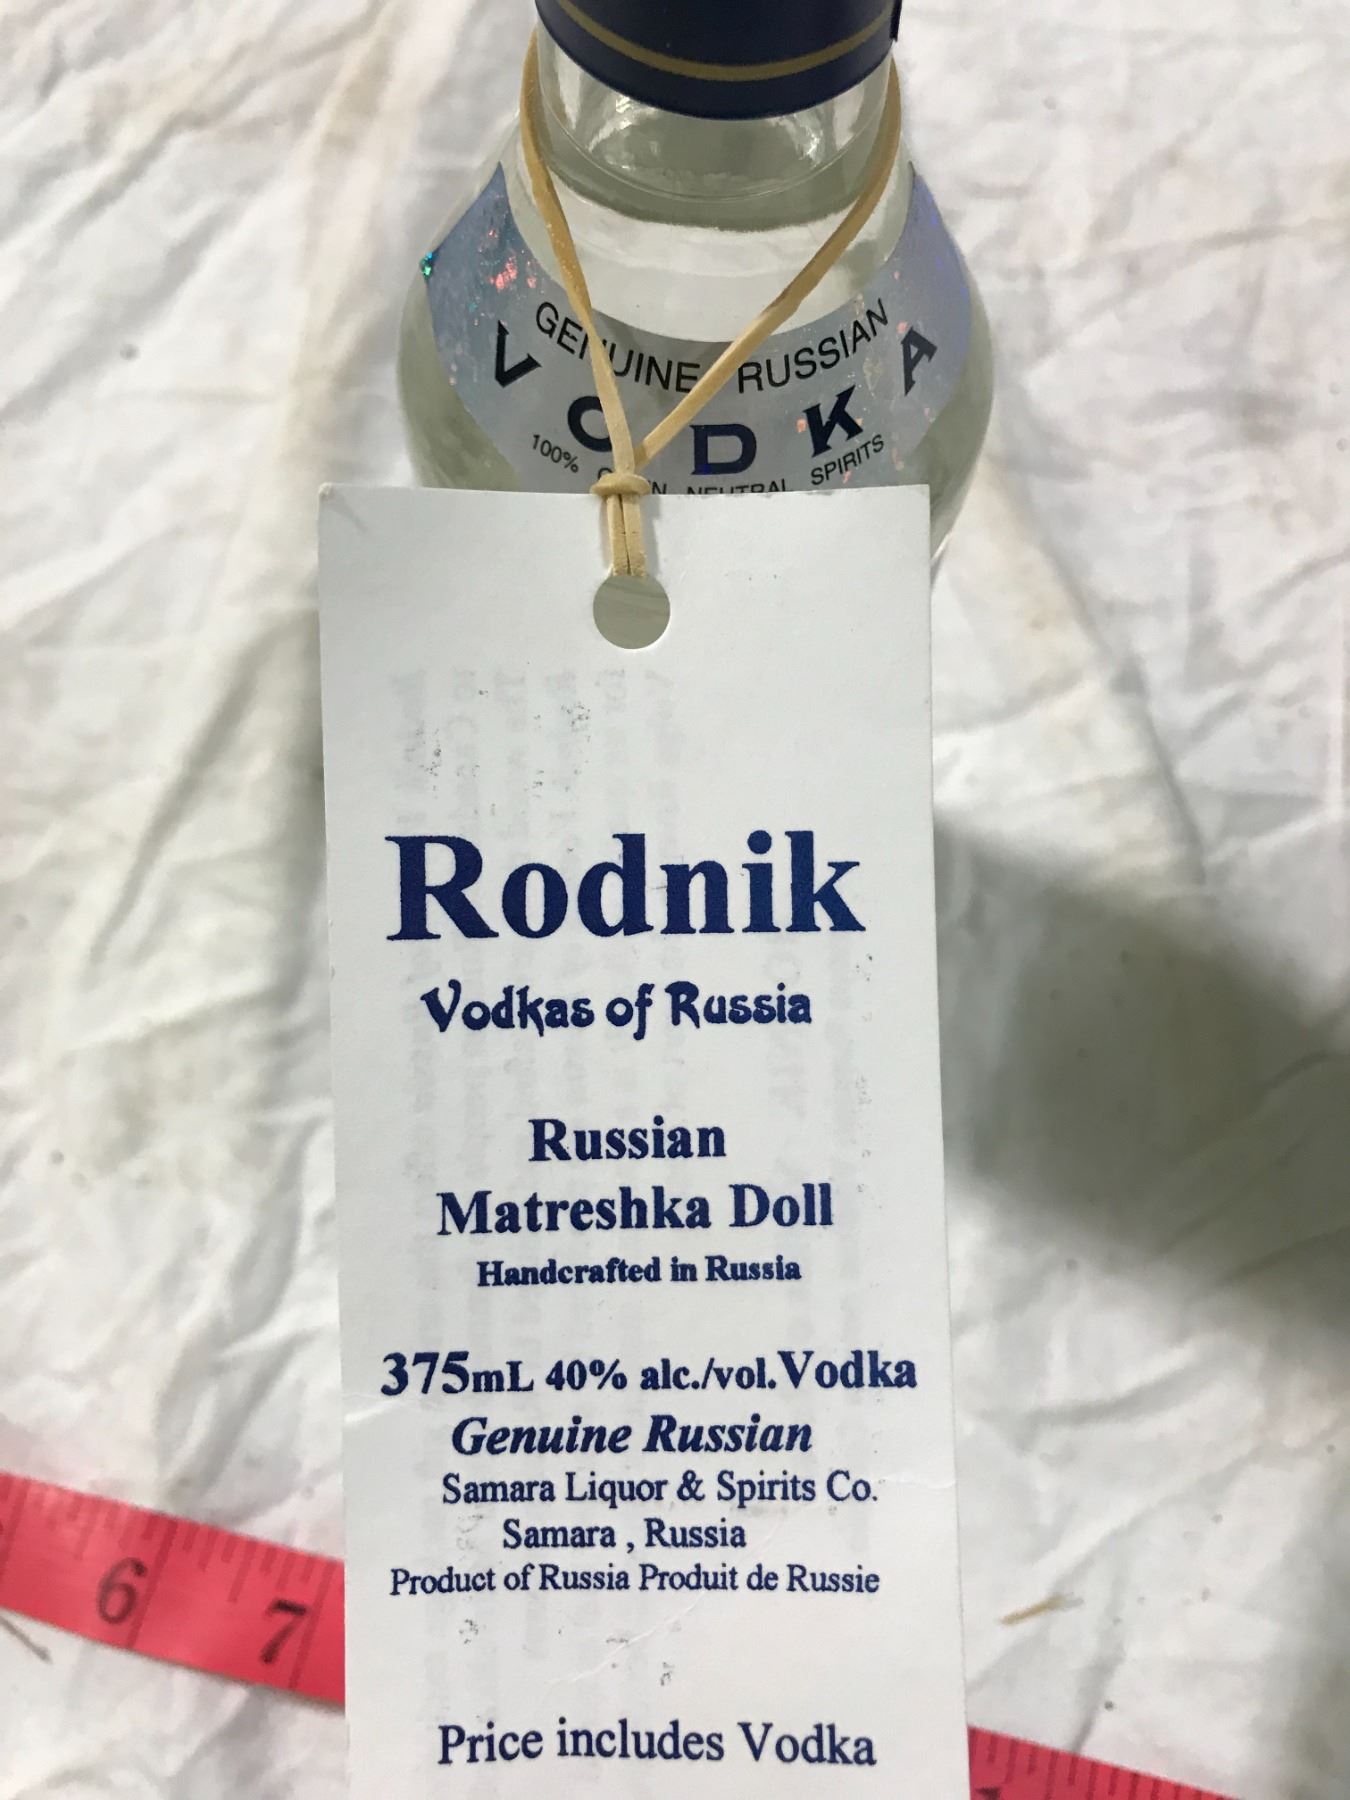 GENUINE RUSSIAN
VODKA
100% NEUTRAL SPIRITS
Rodnik
Vodkas of Russia
Russian
Matreshka Doll
Handcrafted in Russia
375mL 40% alc./vol. Vodka
Genuine Russian
Samara Liquor & Spirits Co.
Samara , Russia
Product of Russia Produit de Russie
Price includes Vodka
6 7